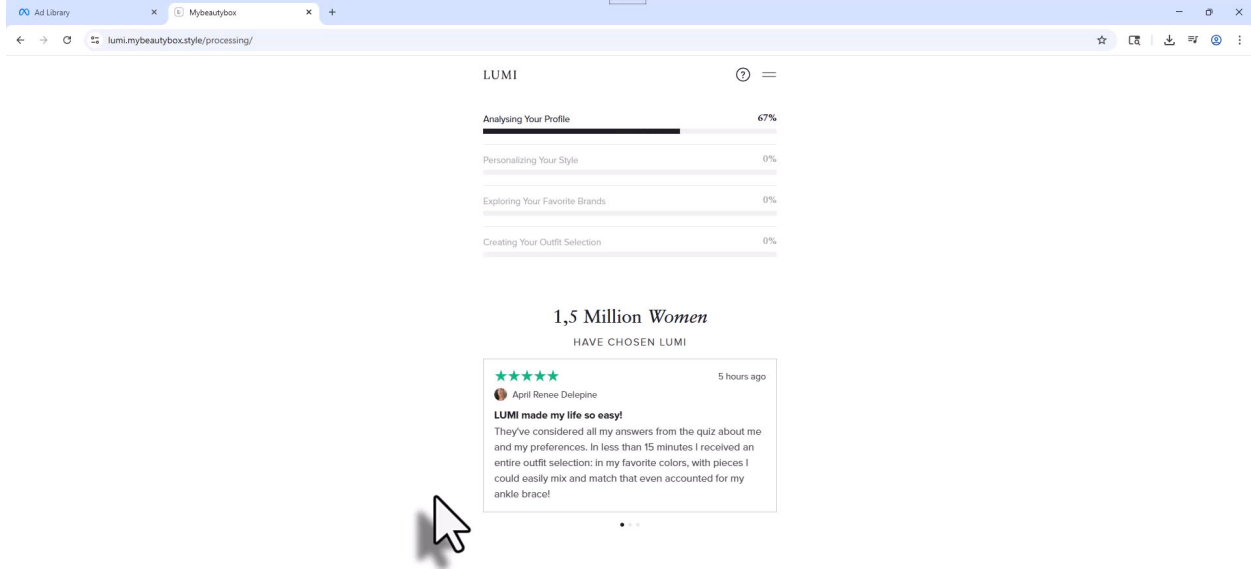 Ad Library
Mybeautybox
lumi.mybeautybox.style/processing/
LUMI
Analysing Your Profile 67%
Personalizing Your Style 0%
Exploring Your Favorite Brands 0%
Creating Your Outfit Selection 0%
1,5 Million Women
HAVE CHOSEN LUMI
5 hours ago
April Renee Delepine
LUMI made my life so easy!
They've considered all my answers from the quiz about me
and my preferences. In less than 15 minutes I received an
entire outfit selection: in my favorite colors, with pieces I
could easily mix and match that even accounted for my
ankle brace!